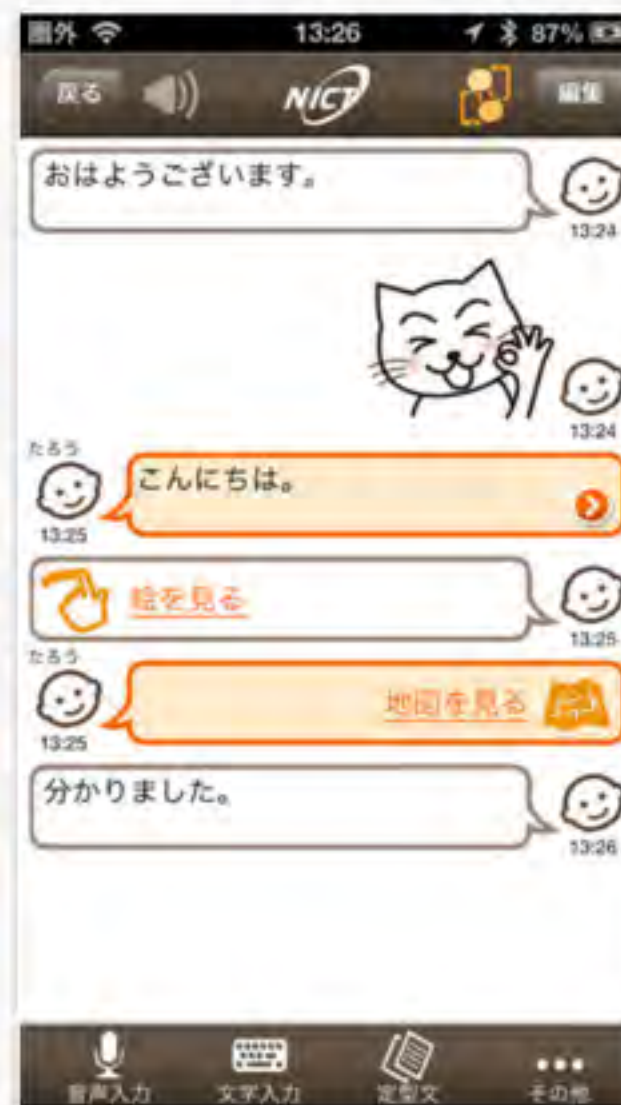 圏外 13:26 87%
戻る NICT 編集
おはようございます。
13:24
13:24
たろう
こんにちは。
13:25
絵を見る
13:25
たろう
地図を見る
13:25
分かりました。
13:26
音声入力 文字入力 定型文 その他